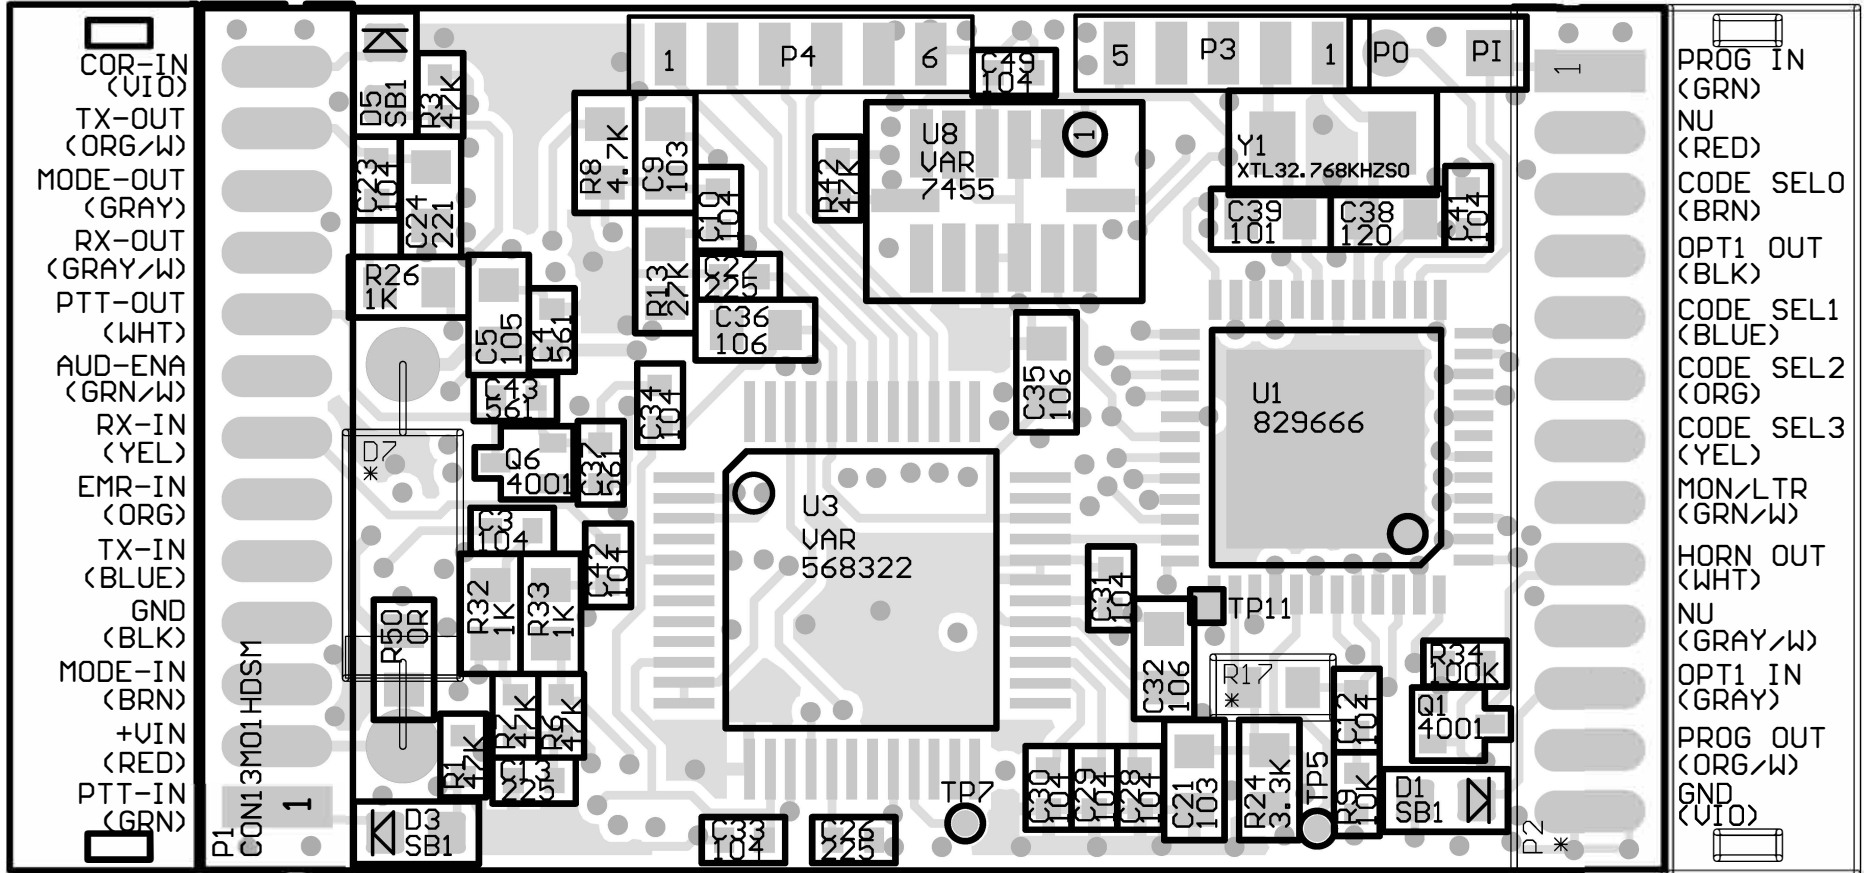 COR-IN
(VIO)
TX-OUT
(ORG/W)
MODE-OUT
(GRAY)
RX-OUT
(GRAY/W)
PTT-OUT
(WHT)
AUD-ENA
(GRN/W)
RX-IN
(YEL)
EMR-IN
(ORG)
TX-IN
(BLUE)
GND
(BLK)
MODE-IN
(BRN)
+VIN
(RED)
PTT-IN
(GRN)
P1
CON13M01HDSM
1
D5
SB1
R3
47K
C23
104
C24
221
R26
1K
C5
105
C4
561
C43
561
D7
*
Q6
4001
C37
561
C34
104
C3
104
R32
1K
R33
1K
C42
104
R50
0R
R2
47K
R6
47K
R1
47K
C13
225
D3
SB1
1 P4 6
C49
104
5 P3 1
PO PI
R8
4.7K
C9
103
C10
104
R13
27K
C27
225
C36
106
R42
47K
U8
VAR
7455
1
Y1
XTL32.768KHZSO
C39
101
C38
120
C41
104
C35
106
U1
829666
U3
VAR
568322
C31
104
C32
106
TP11
R17
*
C12
104
R34
100K
Q1
4001
C33
104
C26
225
TP7
C30
104
C29
104
C28
104
C21
103
R24
3.3K
TP5
R9
10K
D1
SB1
P2
*
1
PROG IN
(GRN)
NU
(RED)
CODE SEL0
(BRN)
OPT1 OUT
(BLK)
CODE SEL1
(BLUE)
CODE SEL2
(ORG)
CODE SEL3
(YEL)
MON/LTR
(GRN/W)
HORN OUT
(WHT)
NU
(GRAY/W)
OPT1 IN
(GRAY)
PROG OUT
(ORG/W)
GND
(VIO)